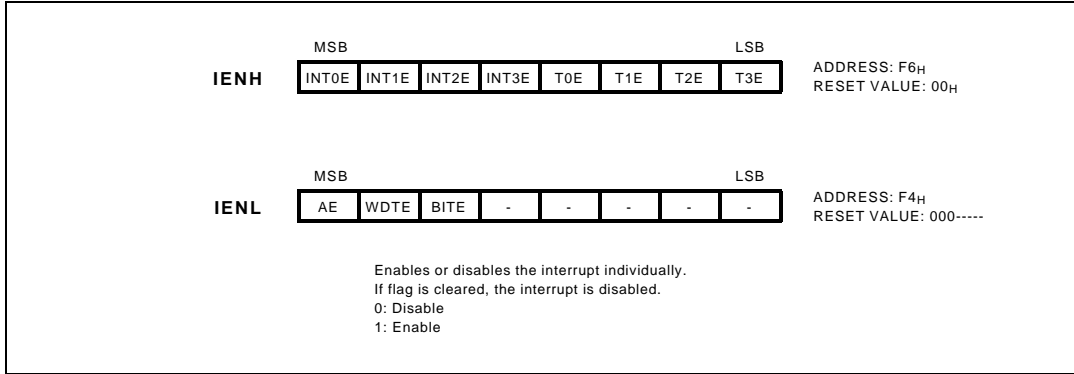 MSB LSB
IENH INT0E INT1E INT2E INT3E T0E T1E T2E T3E ADDRESS: F6H
RESET VALUE: 00H
MSB LSB
IENL AE WDTE BITE - - - - - ADDRESS: F4H
RESET VALUE: 000-----
Enables or disables the interrupt individually.
If flag is cleared, the interrupt is disabled.
0: Disable
1: Enable